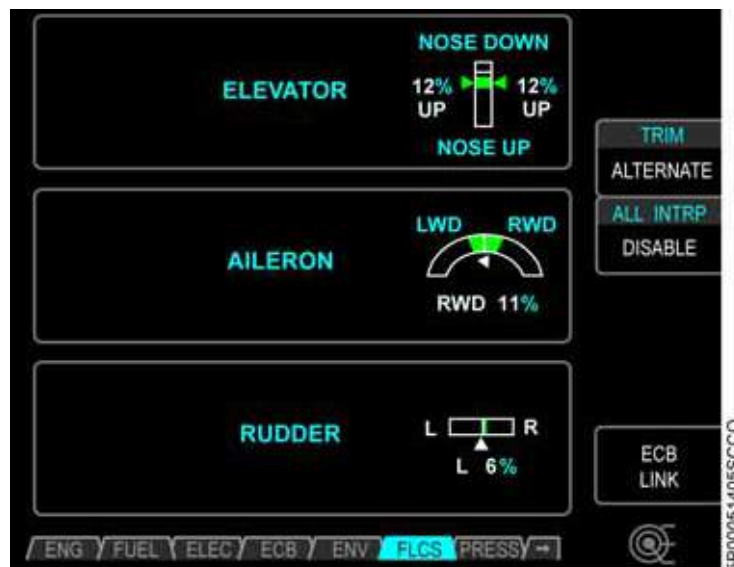 NOSE DOWN
ELEVATOR
12% 12%
UP UP
NOSE UP
TRIM
ALTERNATE
ALL INTRP
DISABLE
LWD RWD
AILERON
RWD 11%
RUDDER
L R
L 6%
ECB
LINK
ENG FUEL ELEC ECB ENV FLCS PRESS